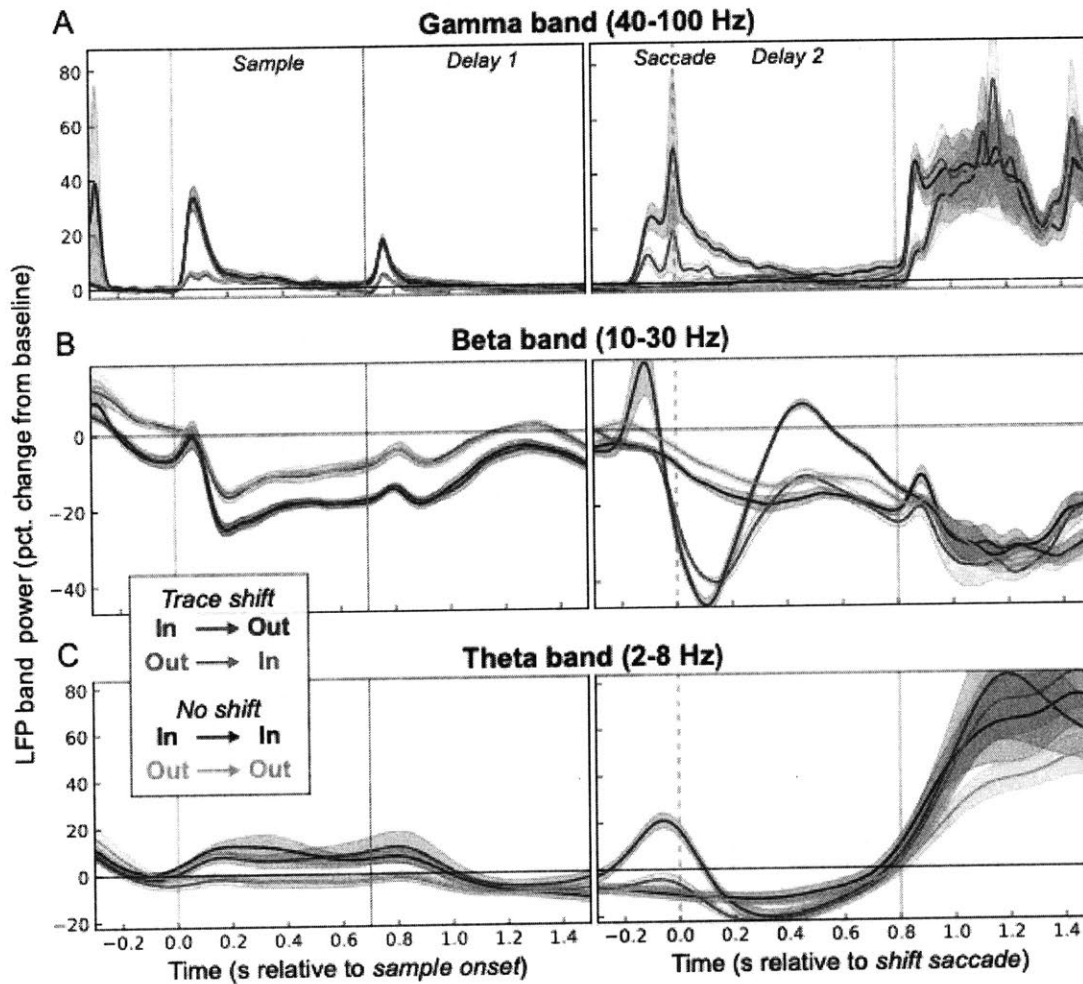 A
Gamma band (40-100 Hz)
Sample
Delay 1
Saccade
Delay 2
80
60
40
20
0
B
Beta band (10-30 Hz)
0
−20
−40
LFP band power (pct. change from baseline)
Trace shift
In → Out
Out → In
No shift
In → In
Out → Out
C
Theta band (2-8 Hz)
80
60
40
20
0
−20
−0.2 0.0 0.2 0.4 0.6 0.8 1.0 1.2 1.4
−0.2 0.0 0.2 0.4 0.6 0.8 1.0 1.2 1.4
Time (s relative to sample onset)
Time (s relative to shift saccade)